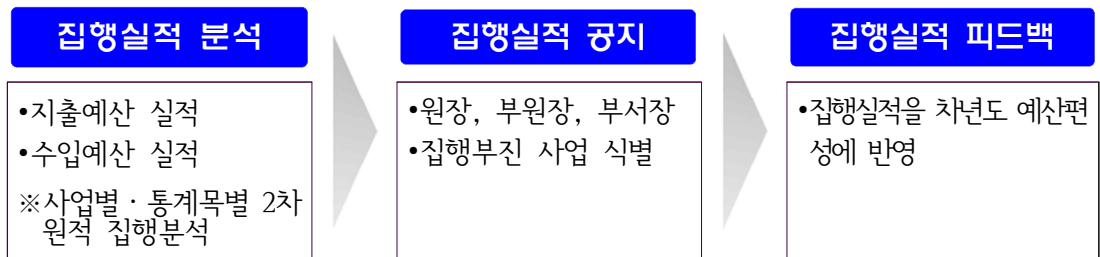 집행실적 분석
•지출예산 실적
•수입예산 실적
※사업별·통계목별 2차
원적 집행분석
집행실적 공지
•원장, 부원장, 부서장
•집행부진 사업 식별
집행실적 피드백
•집행실적을 차년도 예산편
성에 반영